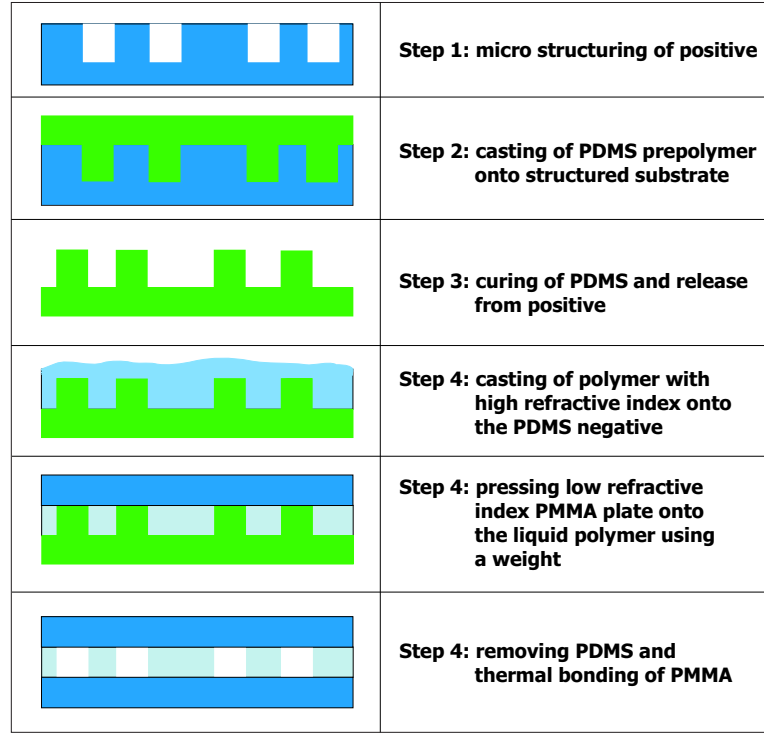 Step 1: micro structuring of positive
Step 2: casting of PDMS prepolymer
onto structured substrate
Step 3: curing of PDMS and release
from positive
Step 4: casting of polymer with
high refractive index onto
the PDMS negative
Step 4: pressing low refractive
index PMMA plate onto
the liquid polymer using
a weight
Step 4: removing PDMS and
thermal bonding of PMMA